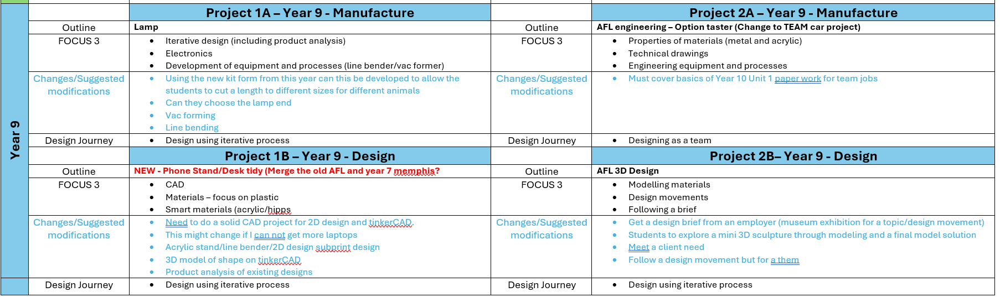 Year 9
Project 1A – Year 9 - Manufacture
Project 2A – Year 9 - Manufacture
Outline
Lamp
Outline
AFL engineering – Option taster (Change to TEAM car project)
FOCUS 3
• Iterative design (including product analysis)
• Electronics
• Development of equipment and processes (line bender/vac former)
FOCUS 3
• Properties of materials (metal and acrylic)
• Technical drawings
• Engineering equipment and processes
Changes/Suggested
modifications
• Using the new kit form from this year can this be developed to allow the
students to cut a length to different sizes for different animals
• Can they choose the lamp end
• Vac forming
• Line bending
Changes/Suggested
modifications
• Must cover basics of Year 10 Unit 1 paper work for team jobs
Design Journey
• Design using iterative process
Design Journey
• Designing as a team
Project 1B – Year 9 - Design
Project 2B– Year 9 - Design
Outline
NEW - Phone Stand/Desk tidy (Merge the old AFL and year 7 memphis?
Outline
AFL 3D Design
FOCUS 3
• CAD
• Materials – focus on plastic
• Smart materials (acrylic/hipps
FOCUS 3
• Modelling materials
• Design movements
• Following a brief
Changes/Suggested
modifications
• Need to do a solid CAD project for 2D design and tinkerCAD.
• This might change if I can not get more laptops
• Acrylic stand/line bender/2D design subprint design
• 3D model of shape on tinkerCAD
• Product analysis of existing designs
Changes/Suggested
modifications
• Get a design brief from an employer (museum exhibition for a topic/design movement)
• Students to explore a mini 3D sculpture through modeling and a final model solution
• Meet a client need
• Follow a design movement but for a them
Design Journey
• Design using iterative process
Design Journey
• Design using iterative process